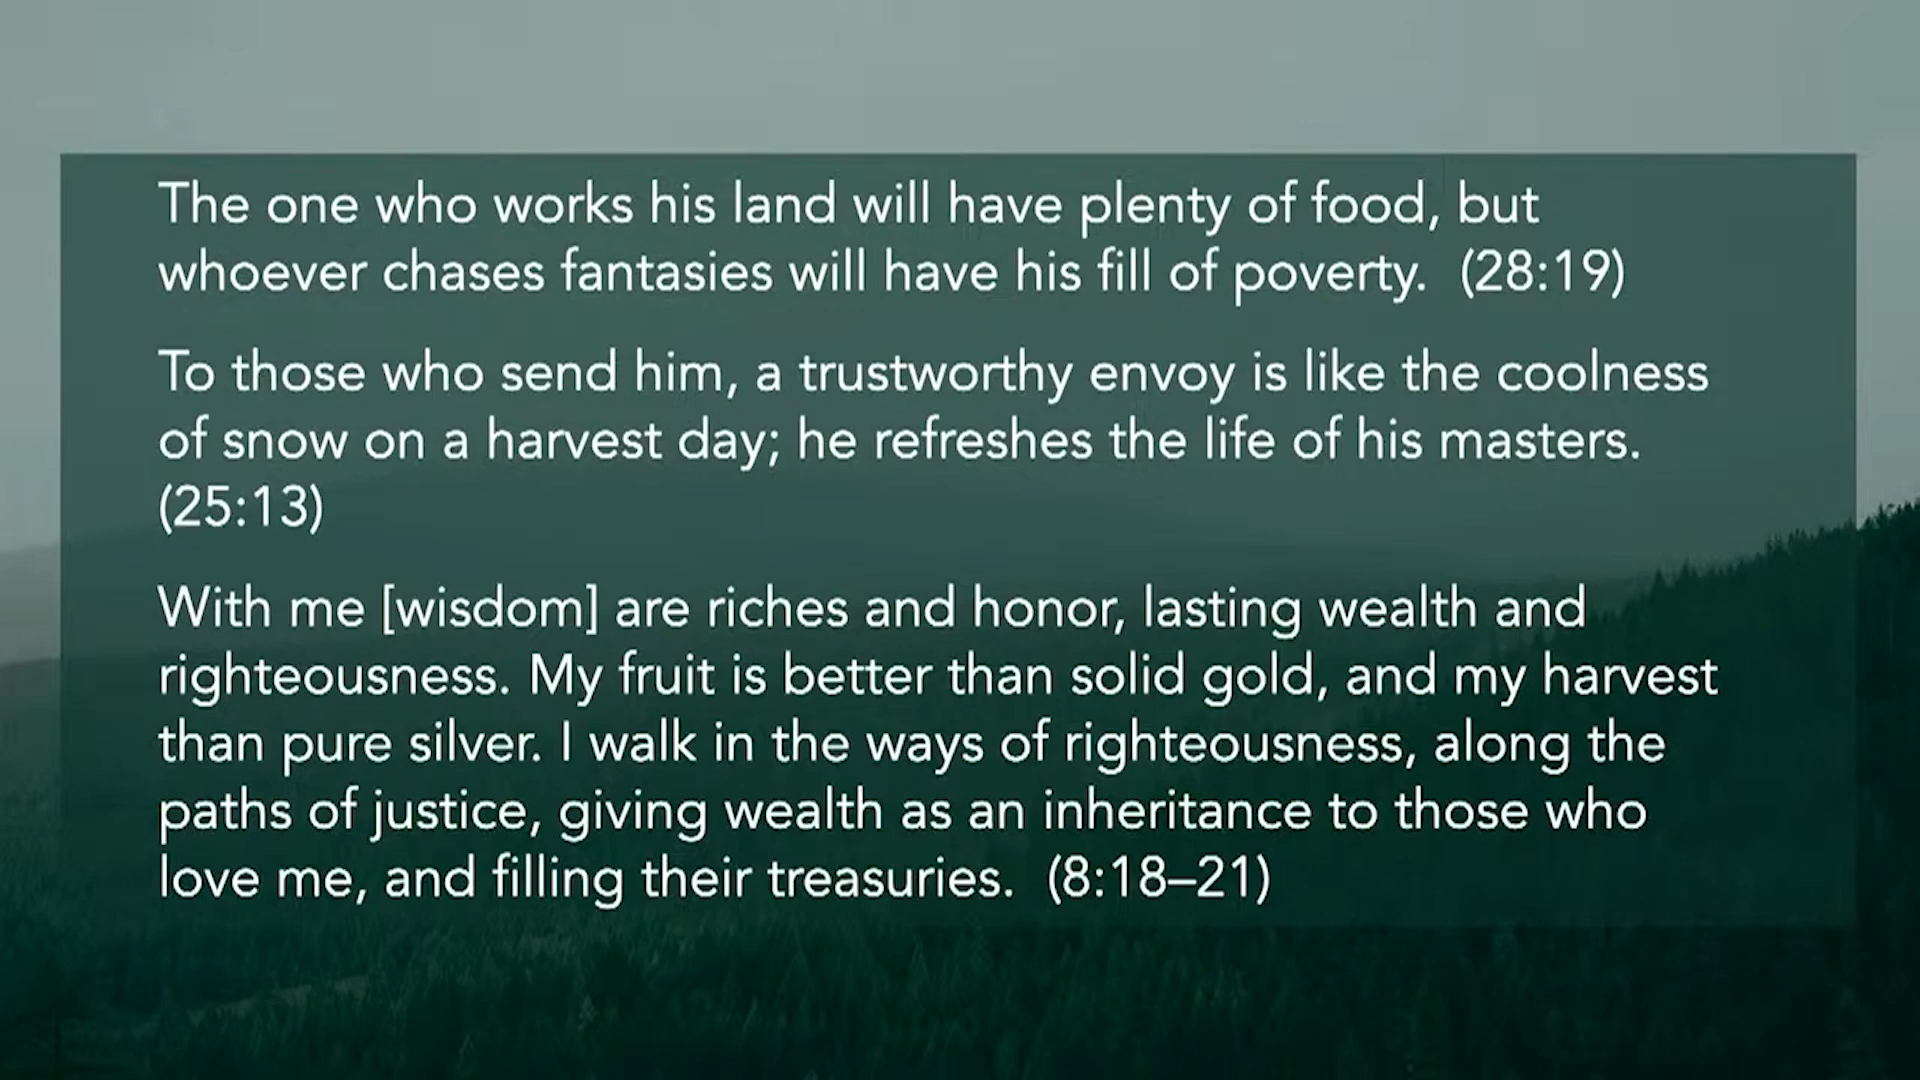 The one who works his land will have plenty of food, but
whoever chases fantasies will have his fill of poverty. (28:19)
To those who send him, a trustworthy envoy is like the coolness
of snow on a harvest day; he refreshes the life of his masters.
(25:13)
With me [wisdom] are riches and honor, lasting wealth and
righteousness. My fruit is better than solid gold, and my harvest
than pure silver. I walk in the ways of righteousness, along the
paths of justice, giving wealth as an inheritance to those who
love me, and filling their treasuries. (8:18–21)